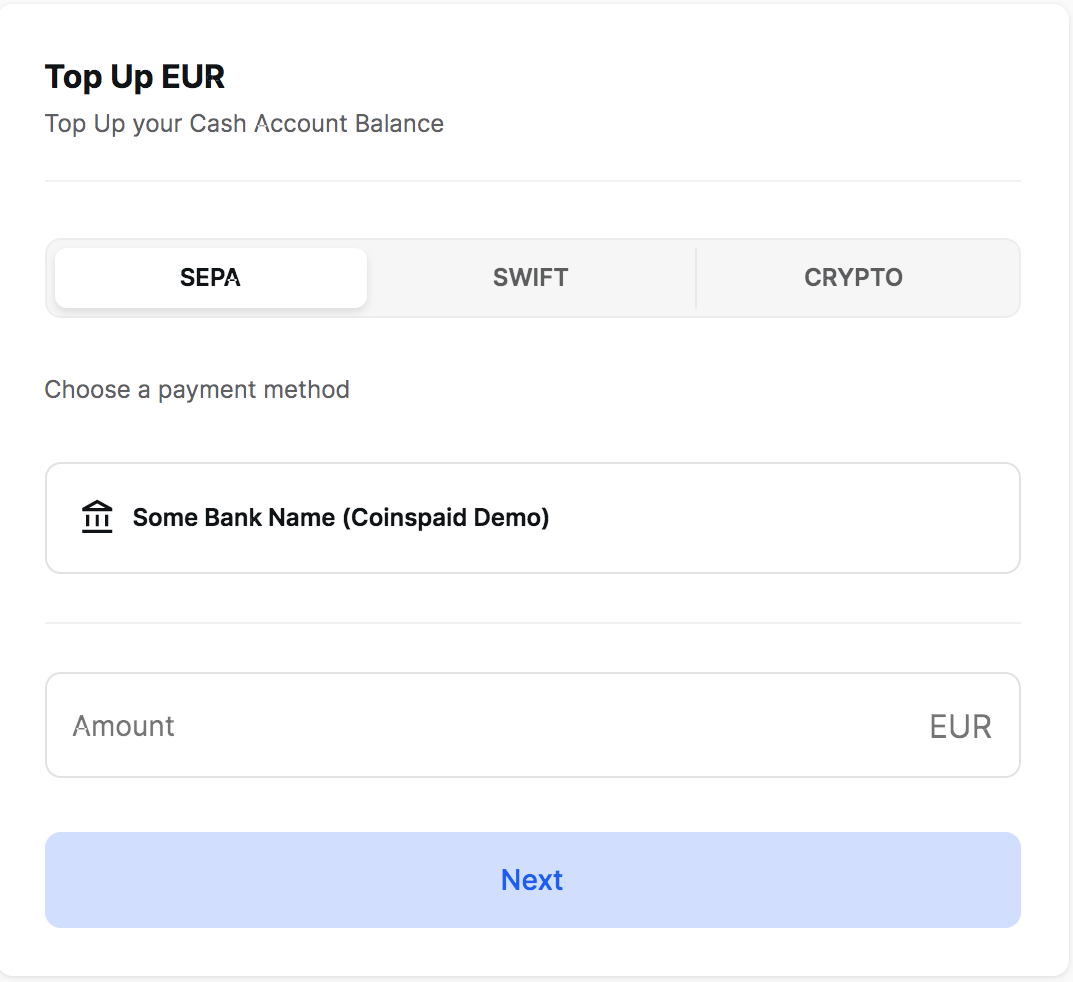 Top Up EUR
Top Up your Cash Account Balance
SEPA SWIFT CRYPTO
Choose a payment method
Some Bank Name (Coinspaid Demo)
Amount EUR
Next